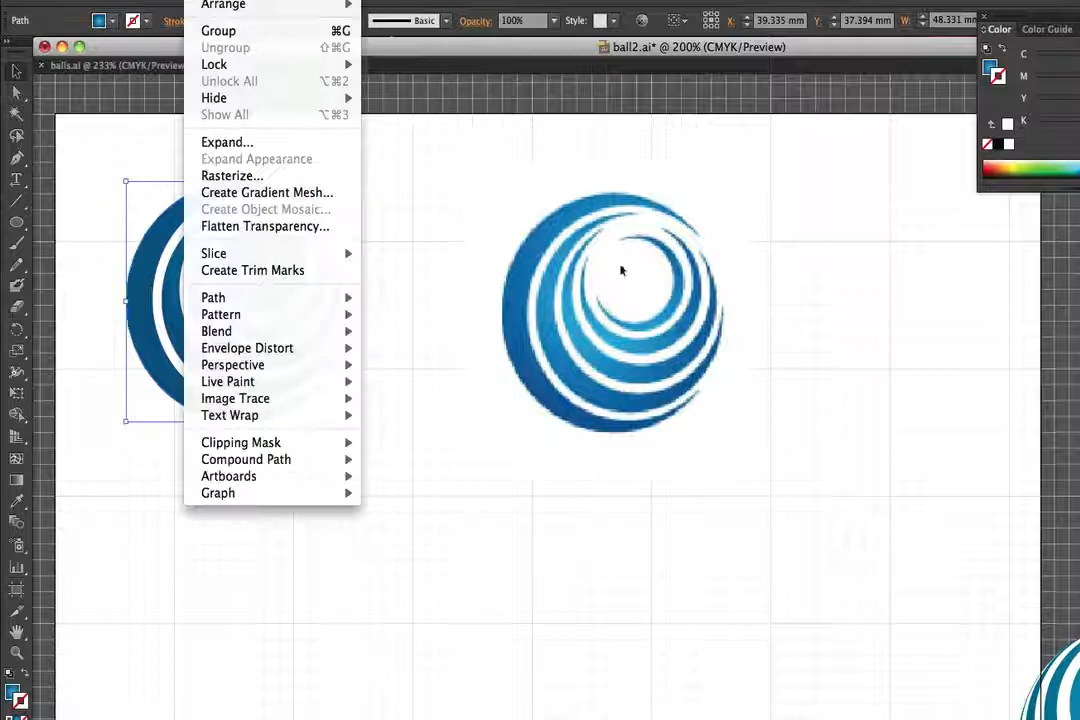 Arrange
Path
Strok
Basic
Opacity: 100%
Style:
X: 39.335 mm
Y: 37.394 mm
W: 48.331 mm
Color
Color Guide
Group ⌘G
Ungroup ⇧⌘G
ball2.ai* @ 200% (CMYK/Preview)
balls.ai @ 233% (CMYK/Preview
Lock
Unlock All ⌥⌘2
Hide
Show All ⌥⌘3
C
M
Y
K
Expand...
Expand Appearance
Rasterize...
Create Gradient Mesh...
Create Object Mosaic...
Flatten Transparency...
Slice
Create Trim Marks
Path
Pattern
Blend
Envelope Distort
Perspective
Live Paint
Image Trace
Text Wrap
Clipping Mask
Compound Path
Artboards
Graph